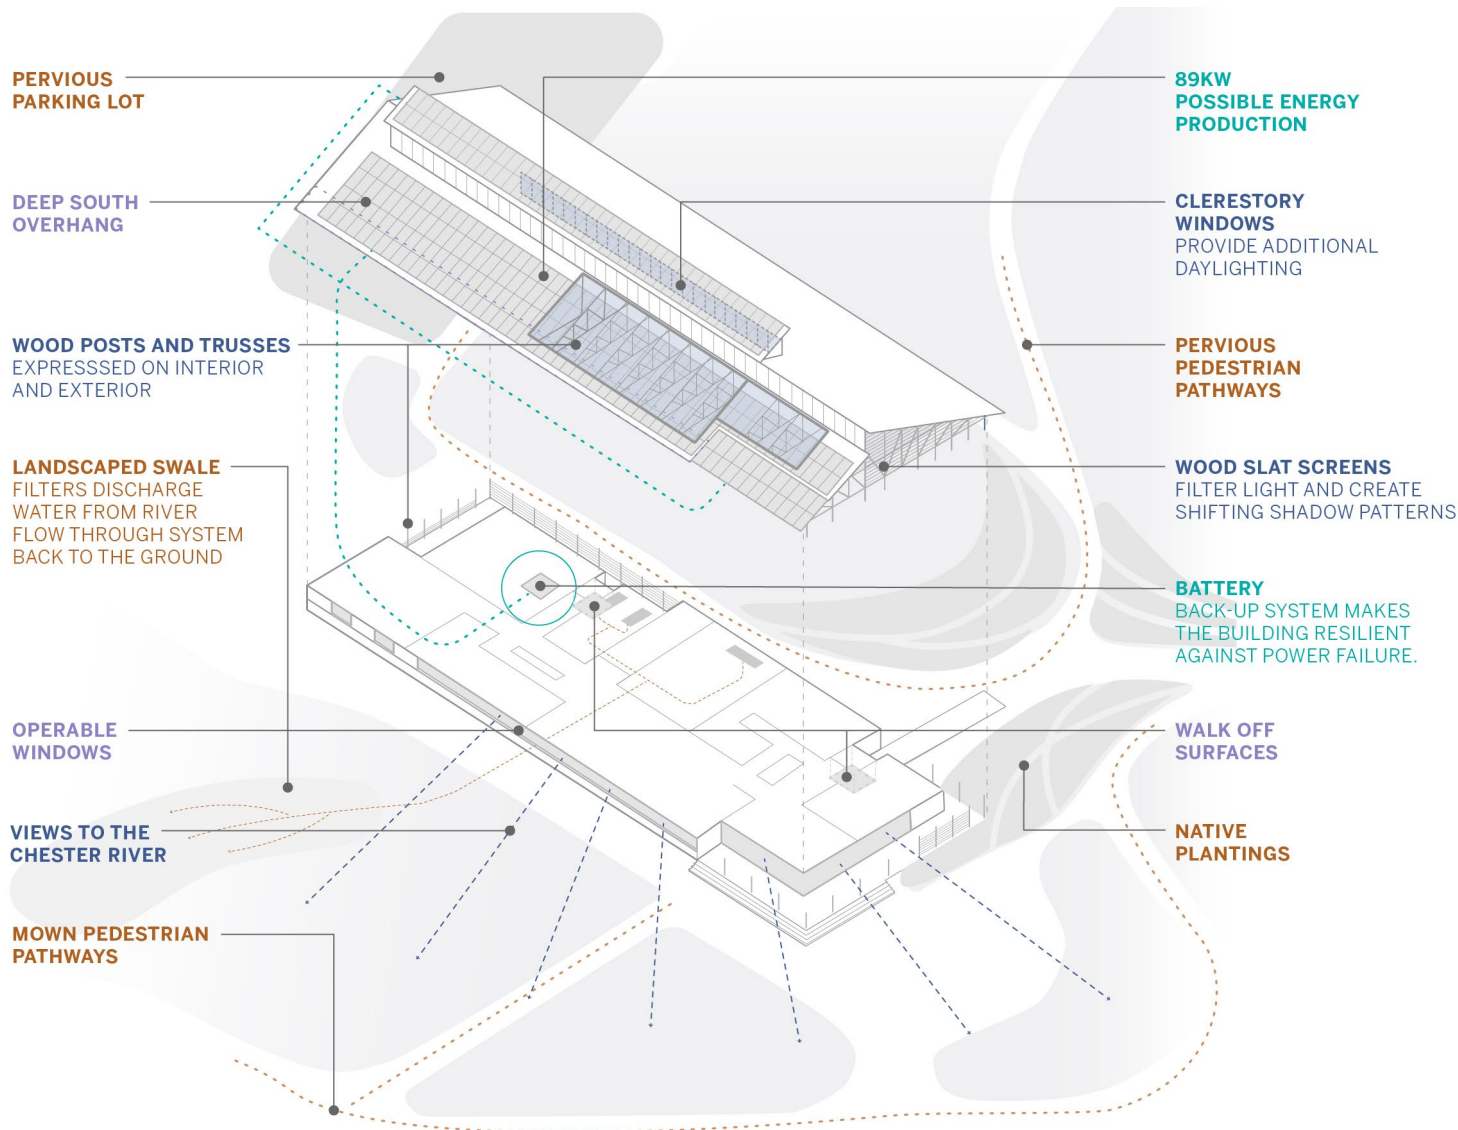 PERVIOUS
PARKING LOT
DEEP SOUTH
OVERHANG
WOOD POSTS AND TRUSSES
EXPRESSSED ON INTERIOR
AND EXTERIOR
LANDSCAPED SWALE
FILTERS DISCHARGE
WATER FROM RIVER
FLOW THROUGH SYSTEM
BACK TO THE GROUND
OPERABLE
WINDOWS
VIEWS TO THE
CHESTER RIVER
MOWN PEDESTRIAN
PATHWAYS
89KW
POSSIBLE ENERGY
PRODUCTION
CLERESTORY
WINDOWS
PROVIDE ADDITIONAL
DAYLIGHTING
PERVIOUS
PEDESTRIAN
PATHWAYS
WOOD SLAT SCREENS
FILTER LIGHT AND CREATE
SHIFTING SHADOW PATTERNS
BATTERY
BACK-UP SYSTEM MAKES
THE BUILDING RESILIENT
AGAINST POWER FAILURE.
WALK OFF
SURFACES
NATIVE
PLANTINGS